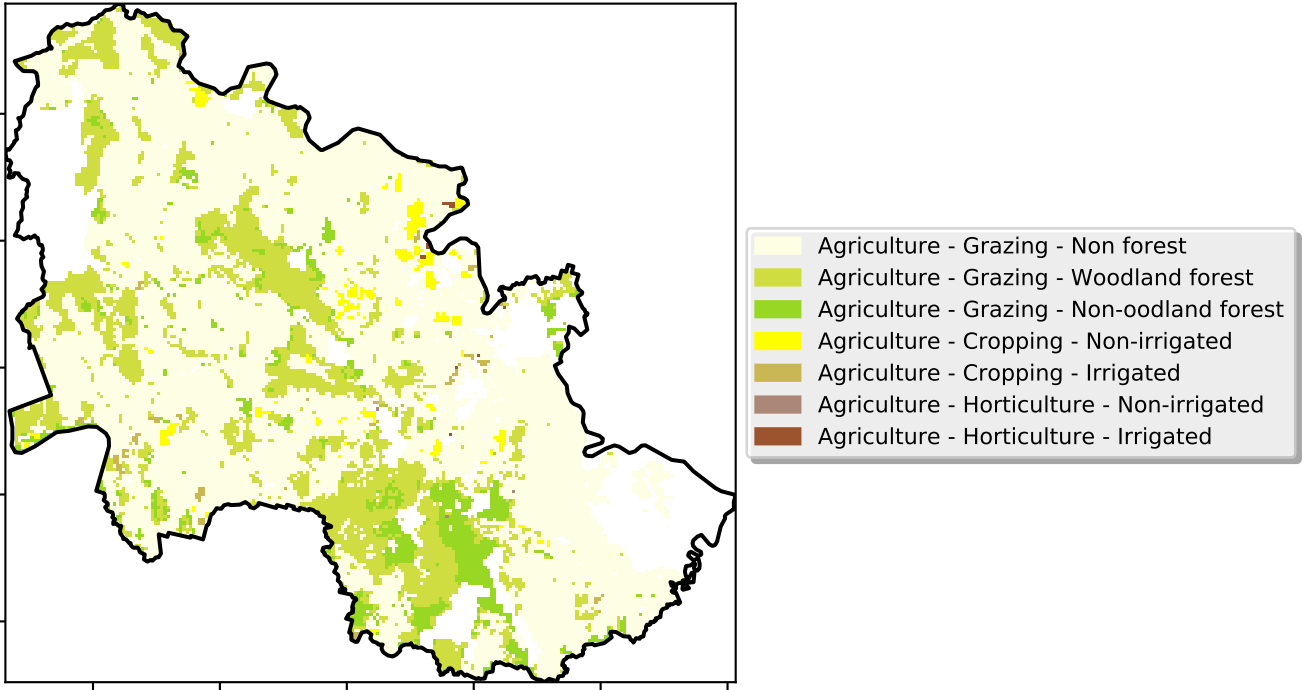 Agriculture - Grazing - Non forest
Agriculture - Grazing - Woodland forest
Agriculture - Grazing - Non-oodland forest
Agriculture - Cropping - Non-irrigated
Agriculture - Cropping - Irrigated
Agriculture - Horticulture - Non-irrigated
Agriculture - Horticulture - Irrigated